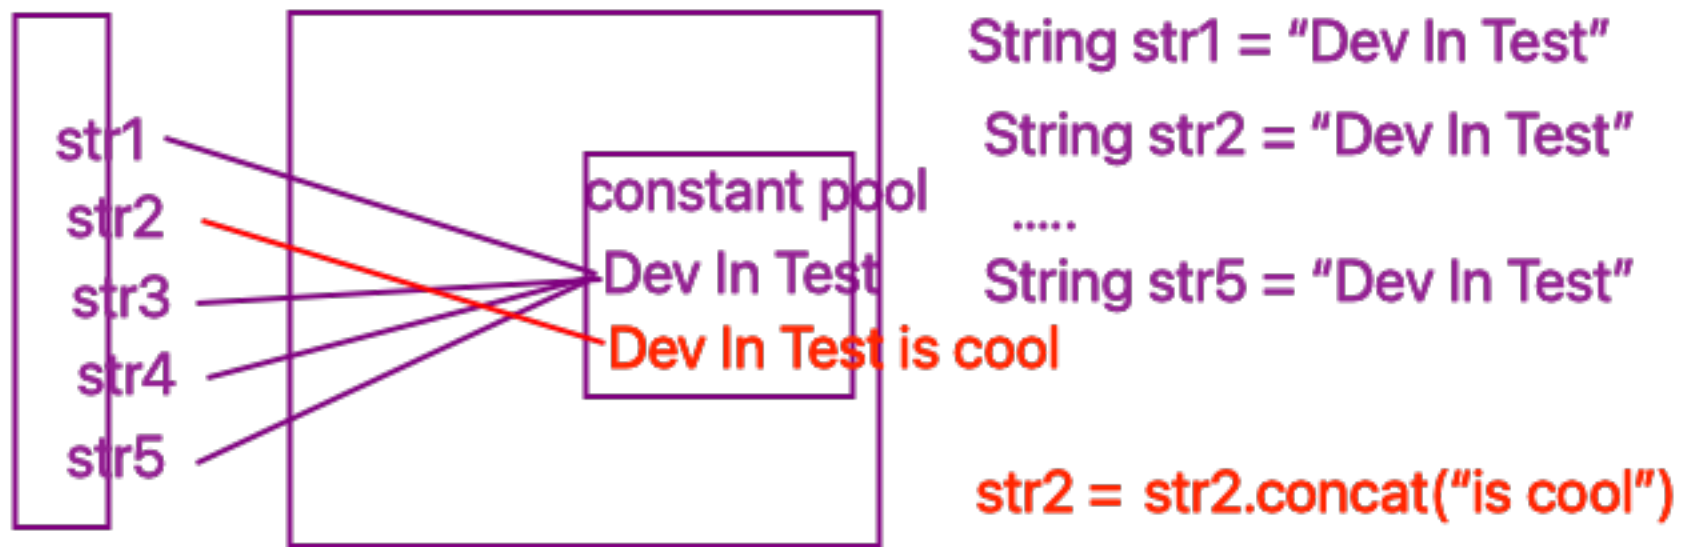 str1
str2
str3
str4
str5
constant pool
Dev In Test
Dev In Test is cool
String str1 = “Dev In Test”
String str2 = “Dev In Test”
.....
String str5 = “Dev In Test”
str2 = str2.concat(“is cool”)